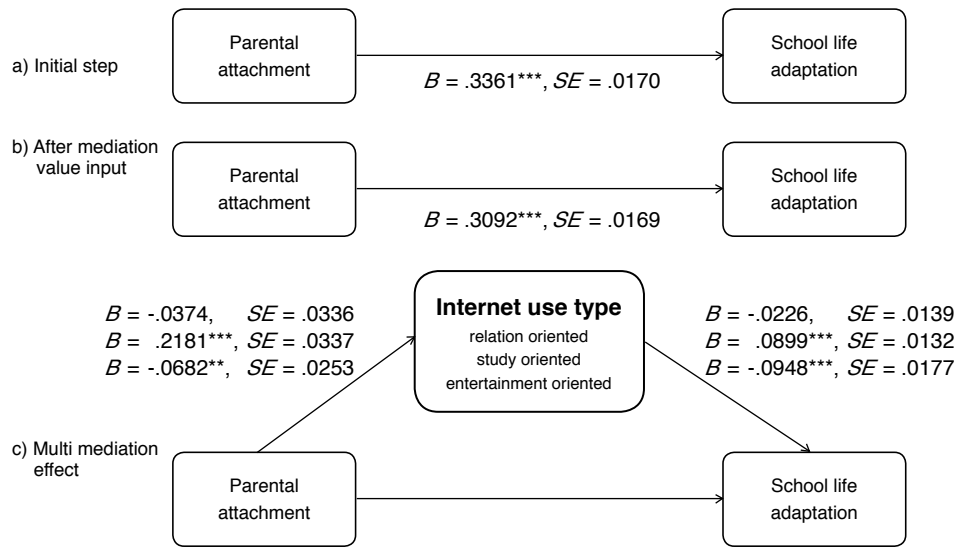 a) Initial step
Parental
attachment
B = .3361***, SE = .0170
School life
adaptation
b) After mediation
value input
Parental
attachment
B = .3092***, SE = .0169
School life
adaptation
B = -.0374, SE = .0336
B = .2181***, SE = .0337
B = -.0682**, SE = .0253
Internet use type
relation oriented
study oriented
entertainment oriented
B = -.0226, SE = .0139
B = .0899***, SE = .0132
B = -.0948***, SE = .0177
c) Multi mediation
effect
Parental
attachment
School life
adaptation